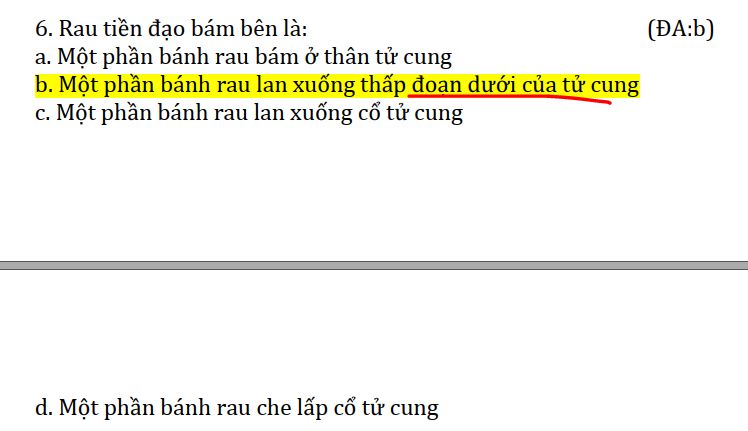 6. Rau tiền đạo bám bên là: (ĐA:b)
a. Một phần bánh rau bám ở thân tử cung
b. Một phần bánh rau lan xuống thấp đoạn dưới của tử cung
c. Một phần bánh rau lan xuống cổ tử cung
d. Một phần bánh rau che lấp cổ tử cung